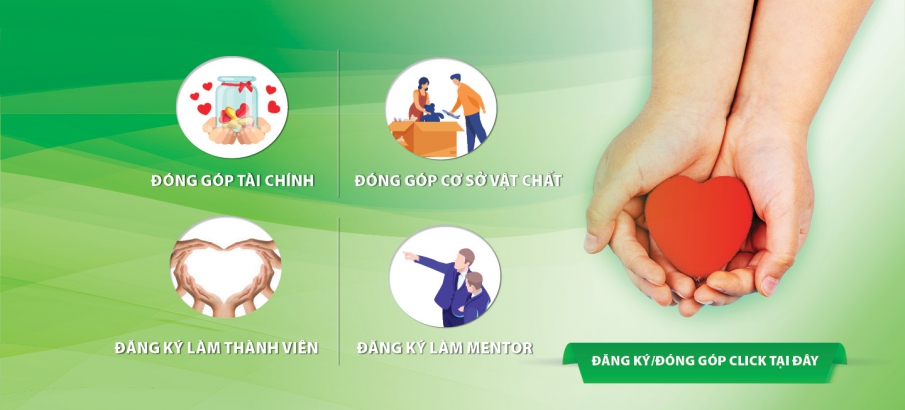 ĐÓNG GÓP TÀI CHÍNH
ĐÓNG GÓP CƠ SỞ VẬT CHẤT
ĐĂNG KÝ LÀM THÀNH VIÊN
ĐĂNG KÝ LÀM MENTOR
ĐĂNG KÝ/ĐÓNG GÓP CLICK TẠI ĐÂY